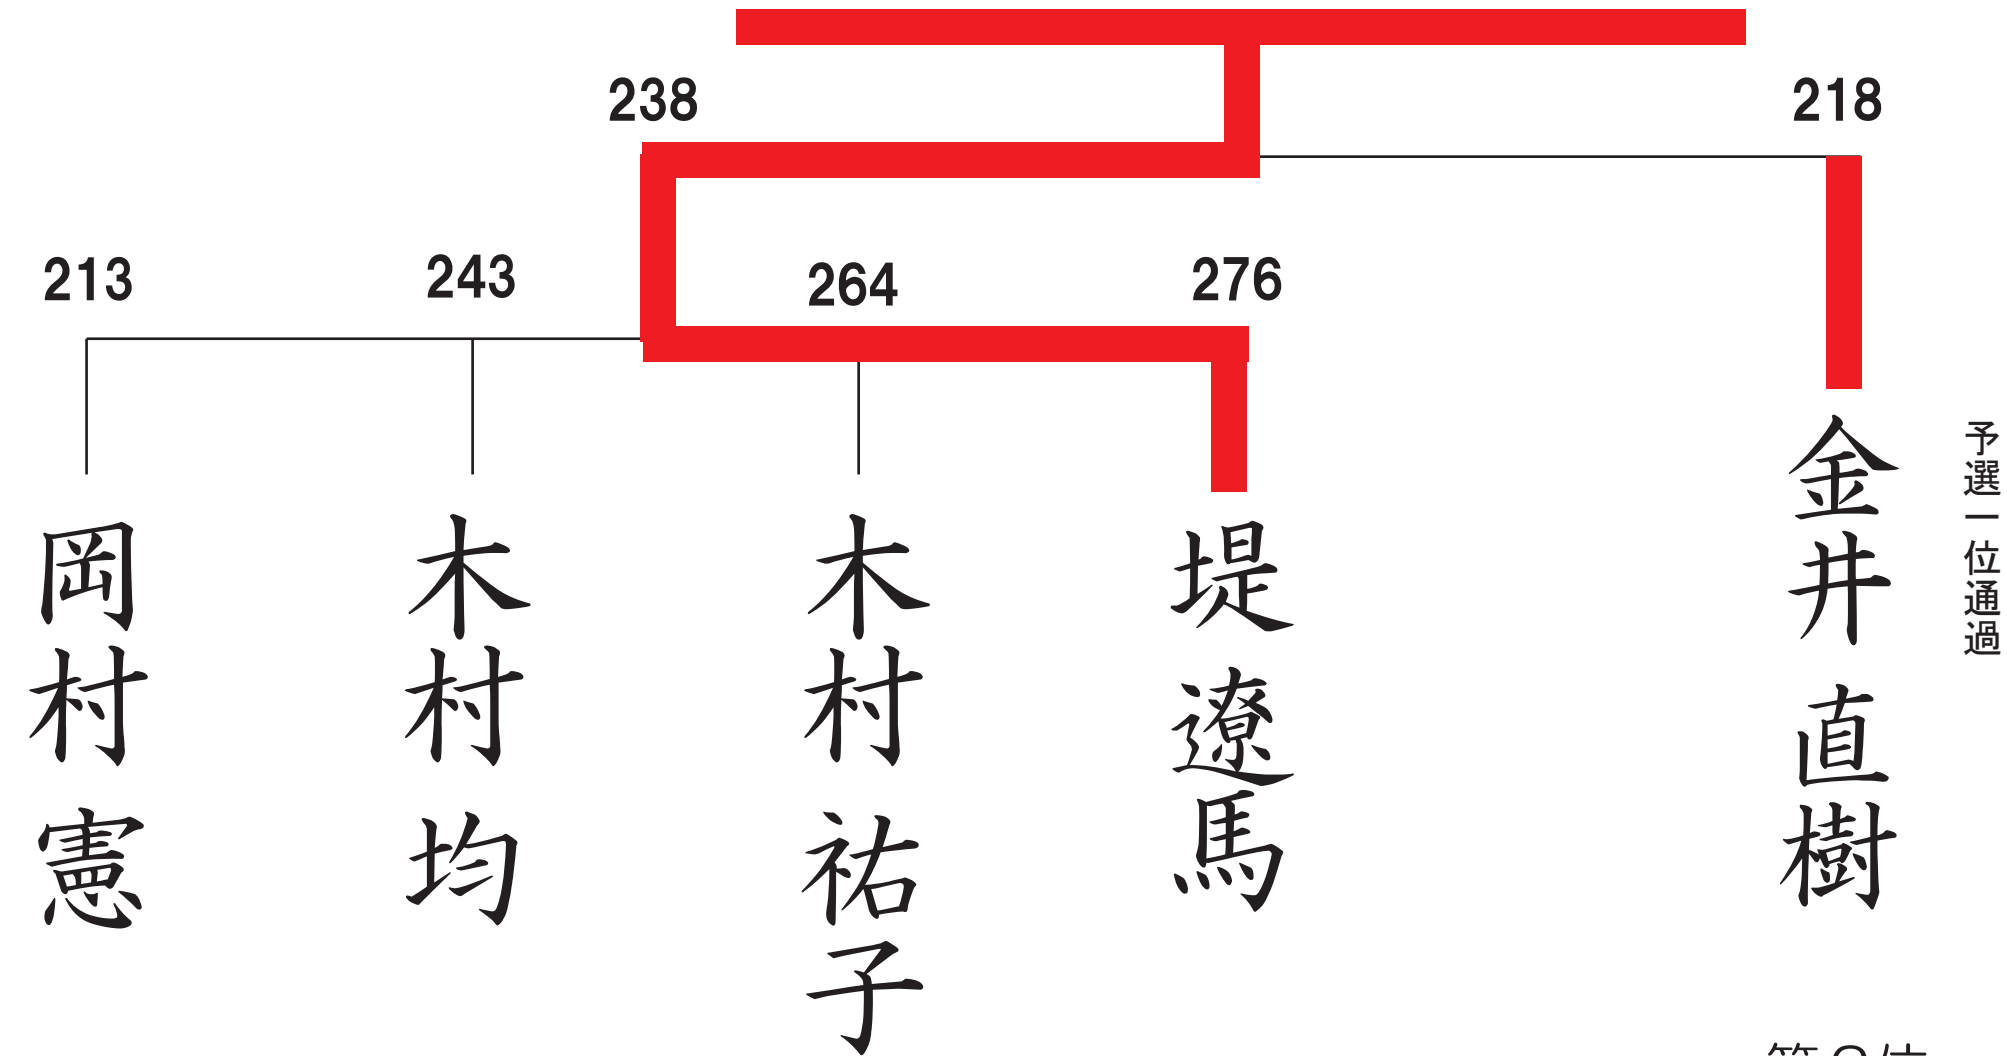 238
218
213
243
264
276
岡村 憲
木村 均
木村 祐子
堤 遼馬
金井 直樹
予選一位通過